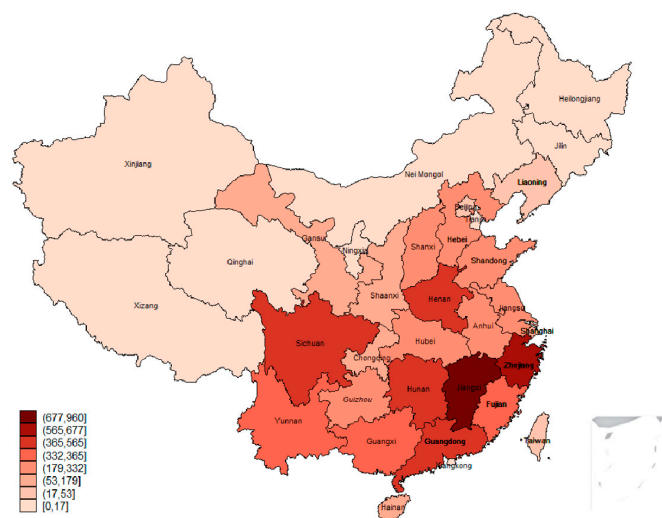 Heilongjiang
Jilin
Xinjiang
Nei Mongol
Liaoning
Beijing
Tianjin
Gansu
Ningxia
Hebei
Shanxi
Qinghai
Shandong
Shaanxi
Henan
Xizang
Jiangsu
Shanghai
Anhui
Sichuan
Hubei
Chongqing
Zhejiang
Jiangxi
Hunan
Guizhou
Fujian
Yunnan
Guangxi
Guangdong
Taiwan
Xiangkong
Hainan
(677,960]
(565,677]
(365,565]
(332,365]
(179,332]
(53,179]
(17,53]
[0,17]